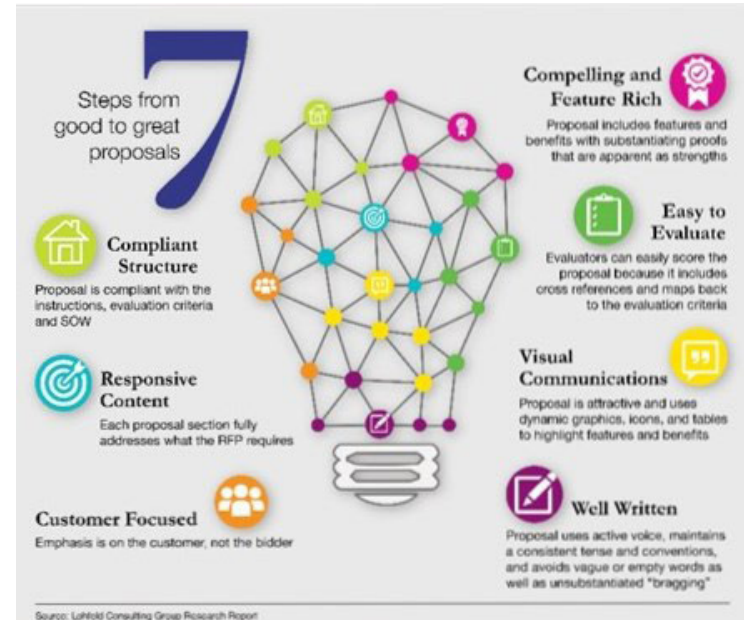 7
Steps from
good to great
proposals
Compliant
Structure
Proposal is compliant with the
instructions, evaluation criteria
and SOW
Responsive
Content
Each proposal section fully
addresses what the RFP requires
Customer Focused
Emphasis is on the customer, not the bidder
Compelling and
Feature Rich
Proposal includes features and
benefits with substantiating proofs
that are apparent as strengths
Easy to
Evaluate
Evaluators can easily score the
proposal because it includes
cross references and maps back
to the evaluation criteria
Visual
Communications
Proposal is attractive and uses
dynamic graphics, icons, and tables
to highlight features and benefits
Well Written
Proposal uses active voice, maintains
a consistent tense and conventions,
and avoids vague or empty words as
well as unsubstantiated "bragging"
Source: Lohfeld Consulting Group Research Report